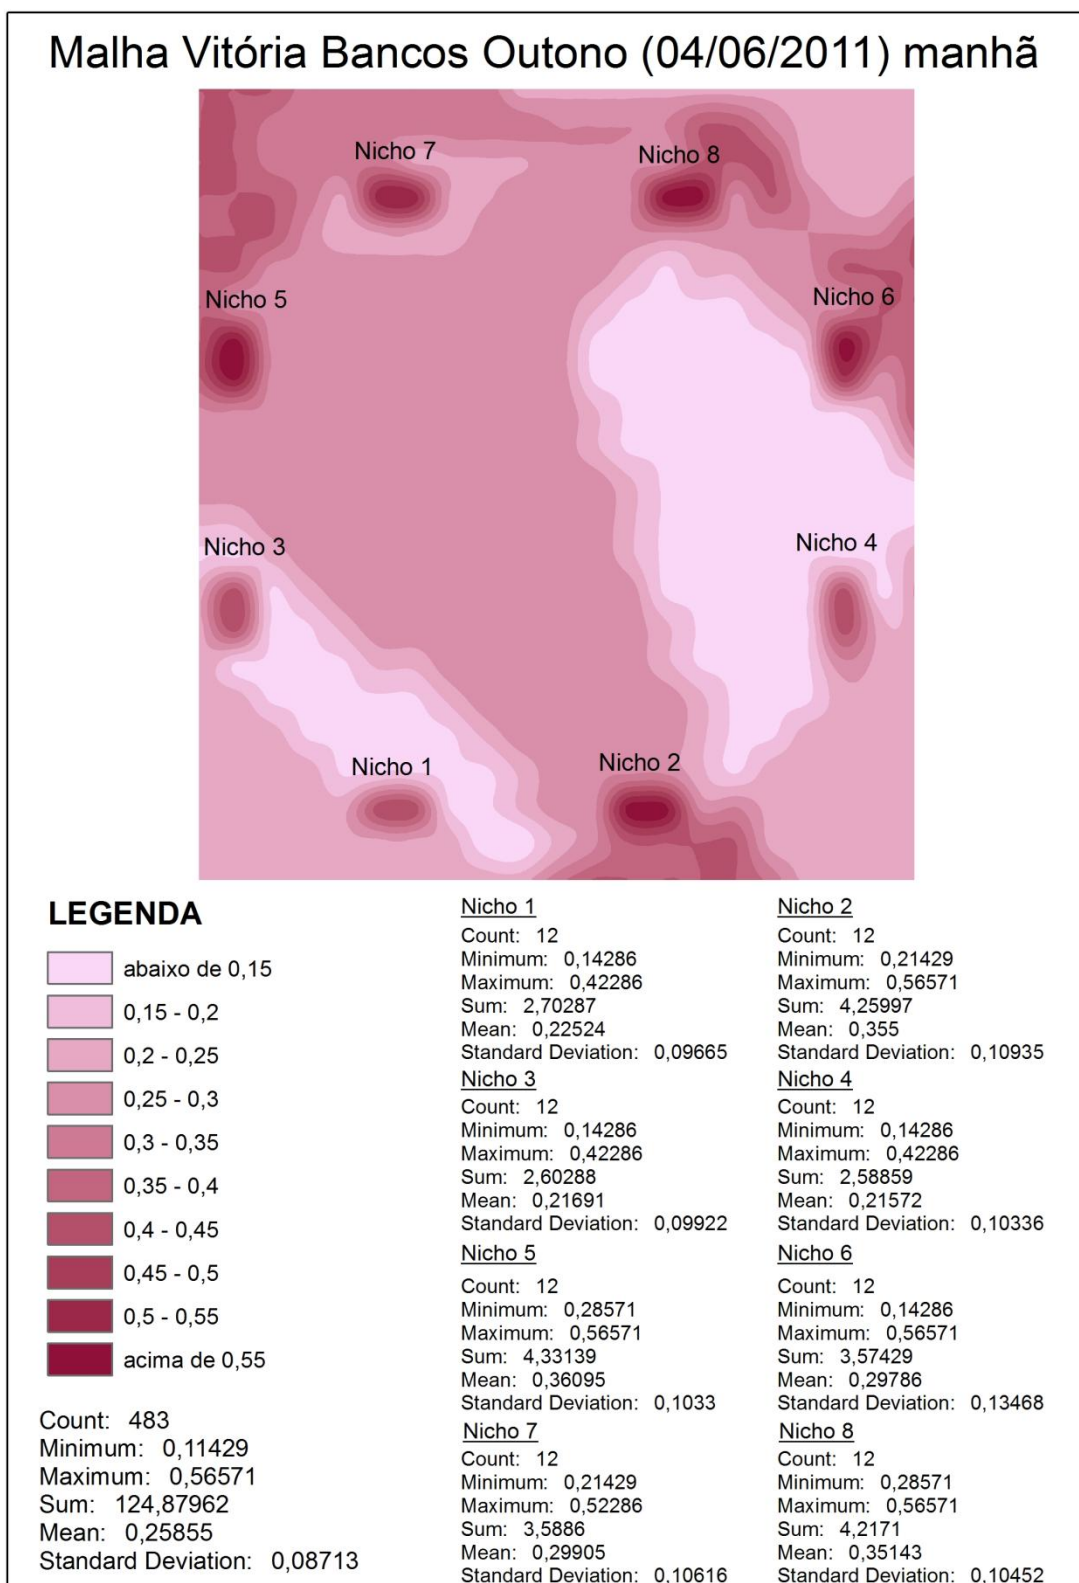 Malha Vitória Bancos Outono (04/06/2011) manhã
Nicho 7
Nicho 8
Nicho 5
Nicho 6
Nicho 3
Nicho 4
Nicho 1
Nicho 2
LEGENDA
abaixo de 0,15
0,15 - 0,2
0,2 - 0,25
0,25 - 0,3
0,3 - 0,35
0,35 - 0,4
0,4 - 0,45
0,45 - 0,5
0,5 - 0,55
acima de 0,55
Count: 483
Minimum: 0,11429
Maximum: 0,56571
Sum: 124,87962
Mean: 0,25855
Standard Deviation: 0,08713
Nicho 1
Count: 12
Minimum: 0,14286
Maximum: 0,42286
Sum: 2,70287
Mean: 0,22524
Standard Deviation: 0,09665
Nicho 2
Count: 12
Minimum: 0,21429
Maximum: 0,56571
Sum: 4,25997
Mean: 0,355
Standard Deviation: 0,10935
Nicho 3
Count: 12
Minimum: 0,14286
Maximum: 0,42286
Sum: 2,60288
Mean: 0,21691
Standard Deviation: 0,09922
Nicho 4
Count: 12
Minimum: 0,14286
Maximum: 0,42286
Sum: 2,58859
Mean: 0,21572
Standard Deviation: 0,10336
Nicho 5
Count: 12
Minimum: 0,28571
Maximum: 0,56571
Sum: 4,33139
Mean: 0,36095
Standard Deviation: 0,1033
Nicho 6
Count: 12
Minimum: 0,14286
Maximum: 0,56571
Sum: 3,57429
Mean: 0,29786
Standard Deviation: 0,13468
Nicho 7
Count: 12
Minimum: 0,21429
Maximum: 0,52286
Sum: 3,5886
Mean: 0,29905
Standard Deviation: 0,10616
Nicho 8
Count: 12
Minimum: 0,28571
Maximum: 0,56571
Sum: 4,2171
Mean: 0,35143
Standard Deviation: 0,10452